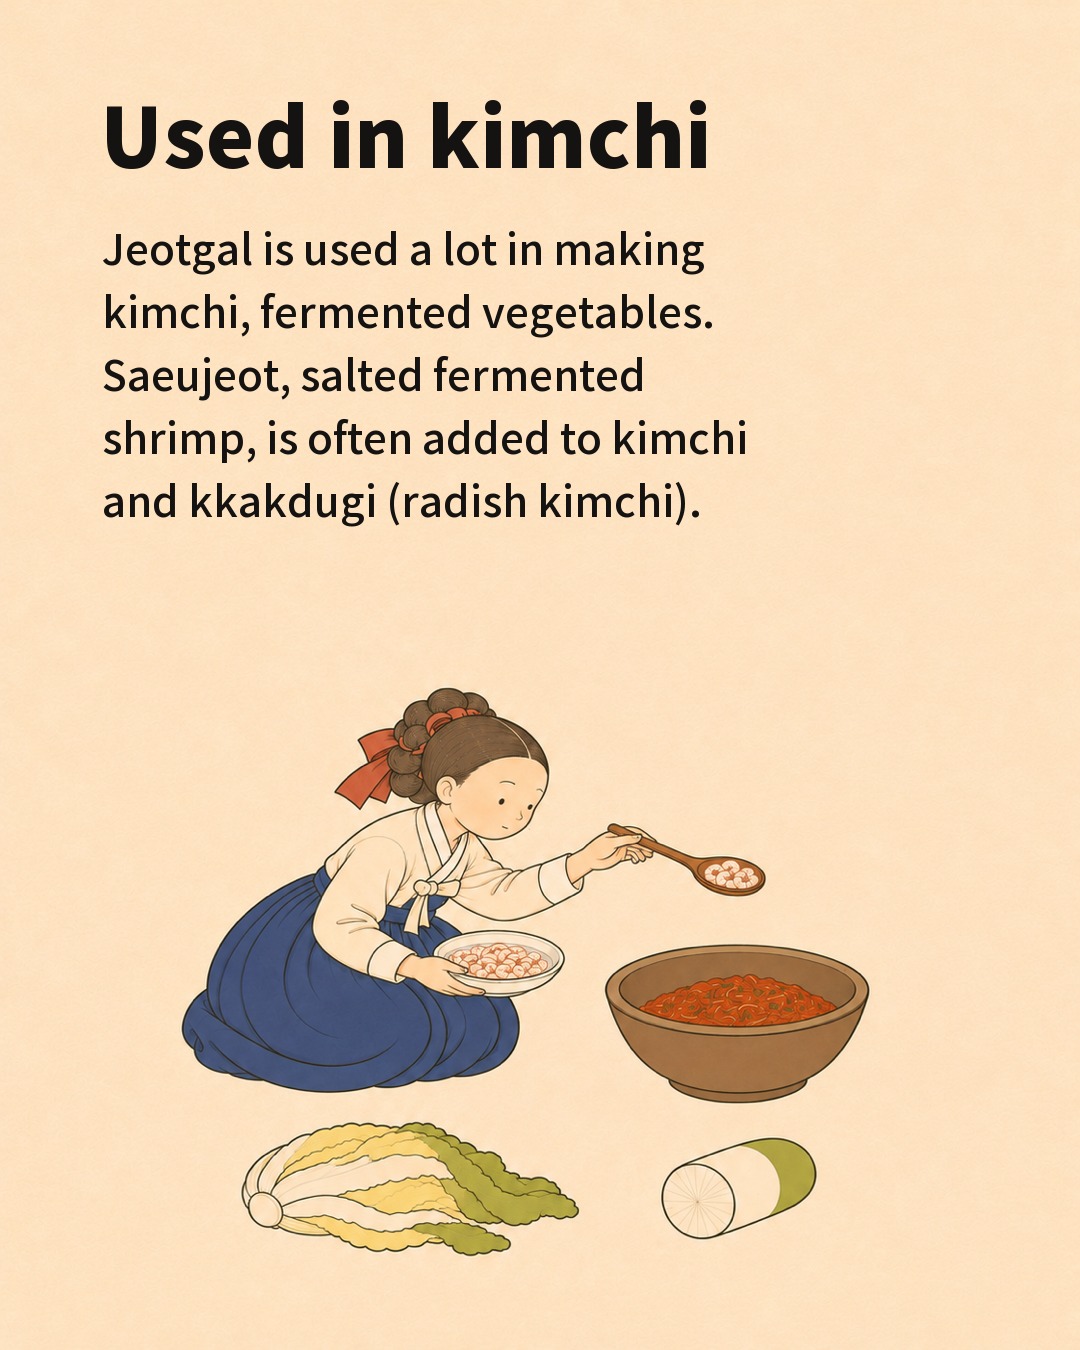 Used in kimchi
Jeotgal is used a lot in making
kimchi, fermented vegetables.
Saeujeot, salted fermented
shrimp, is often added to kimchi
and kkakdugi (radish kimchi).